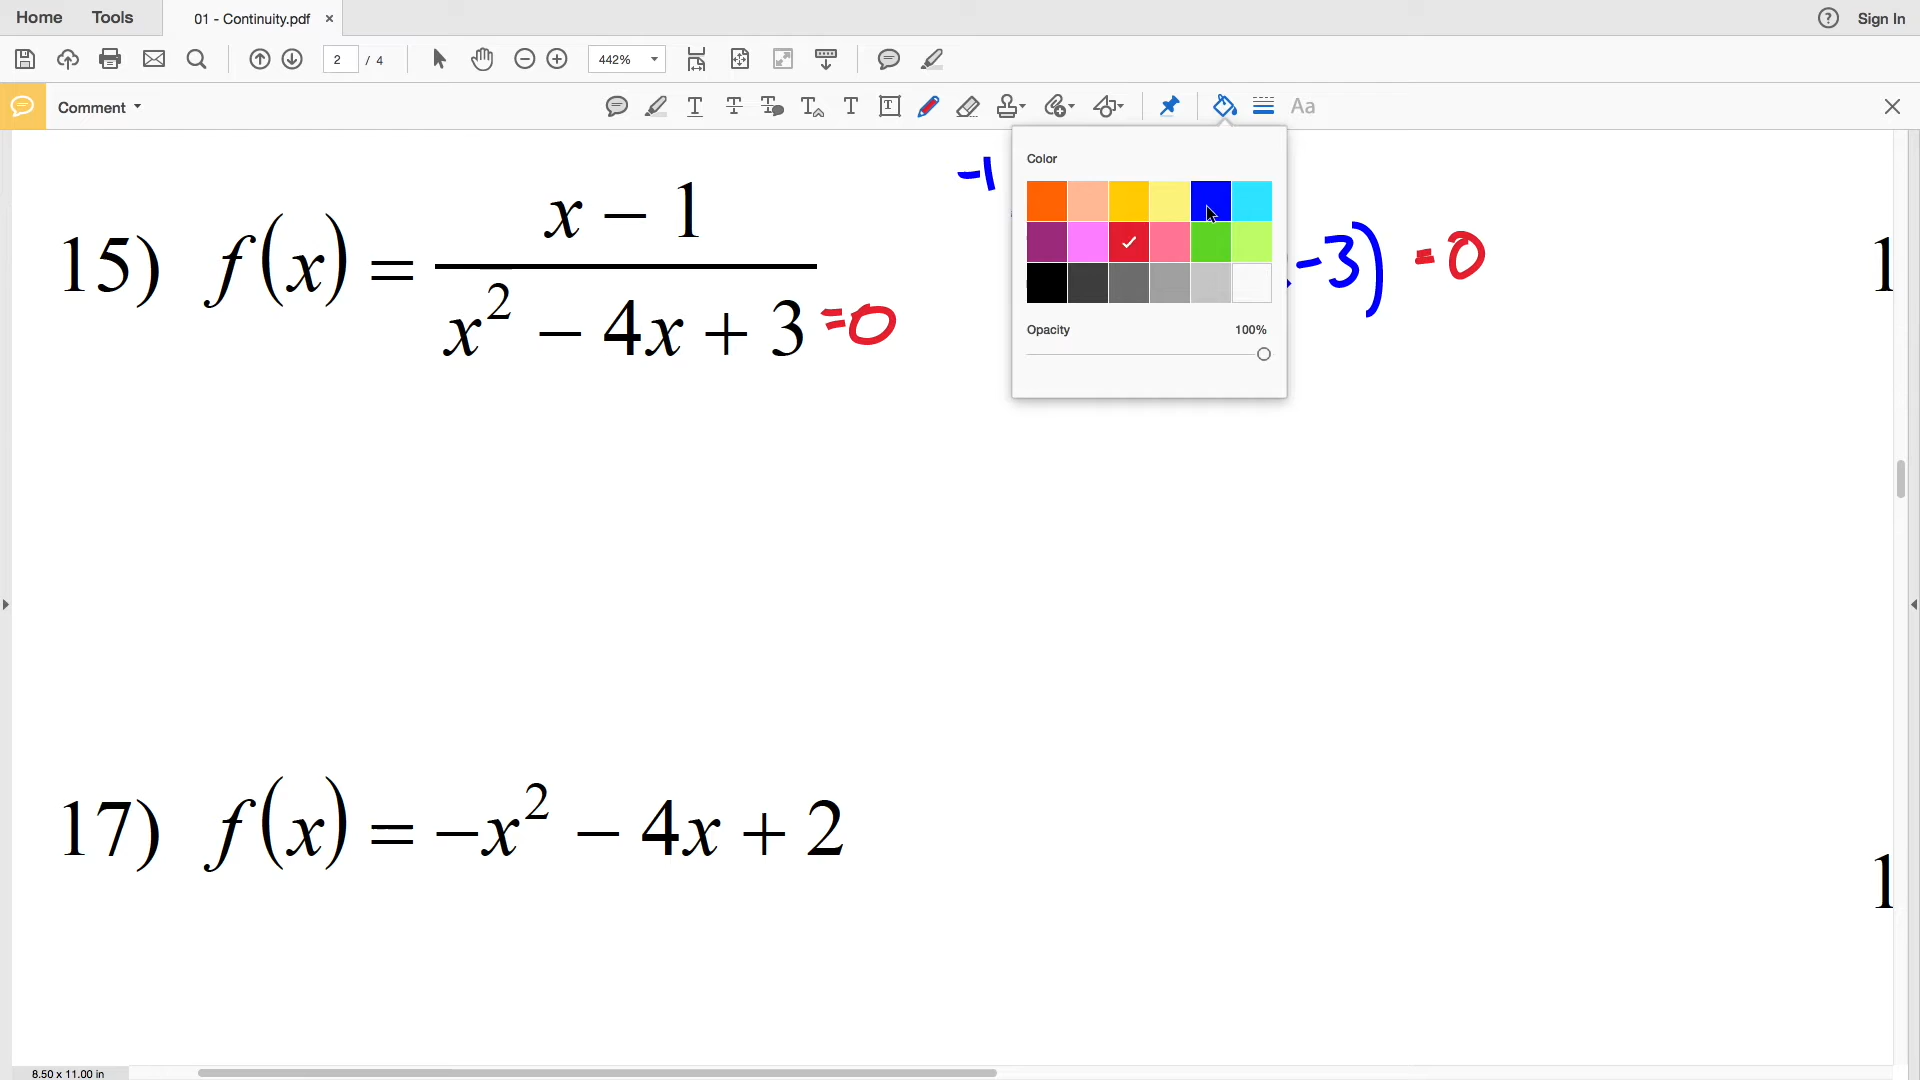 Home Tools 01 - Continuity.pdf × ? Sign In
2 / 4 442%
Comment T T T T T T Aa
Color
Opacity 100%
-1
15) f(x) = x − 1 / x² − 4x + 3 =0
-3) =0
1
17) f(x) = −x² − 4x + 2
1
8.50 x 11.00 in